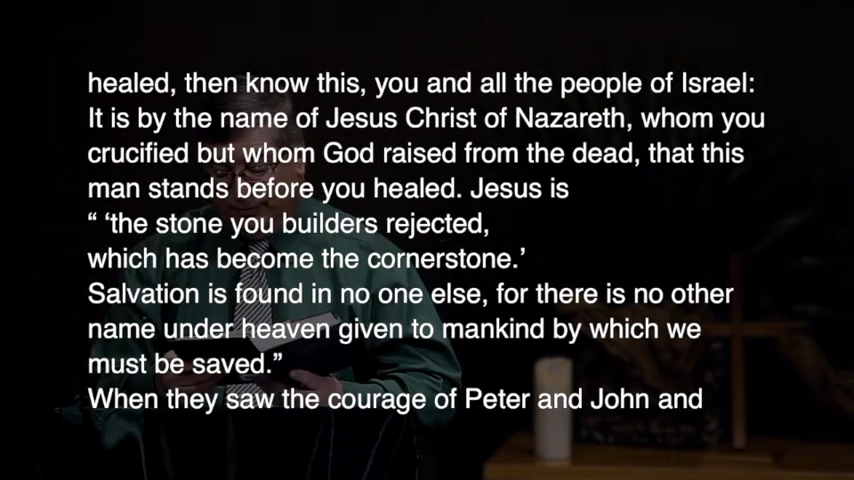 healed, then know this, you and all the people of Israel:
It is by the name of Jesus Christ of Nazareth, whom you
crucified but whom God raised from the dead, that this
man stands before you healed. Jesus is
“ ‘the stone you builders rejected,
which has become the cornerstone.’
Salvation is found in no one else, for there is no other
name under heaven given to mankind by which we
must be saved.”
When they saw the courage of Peter and John and